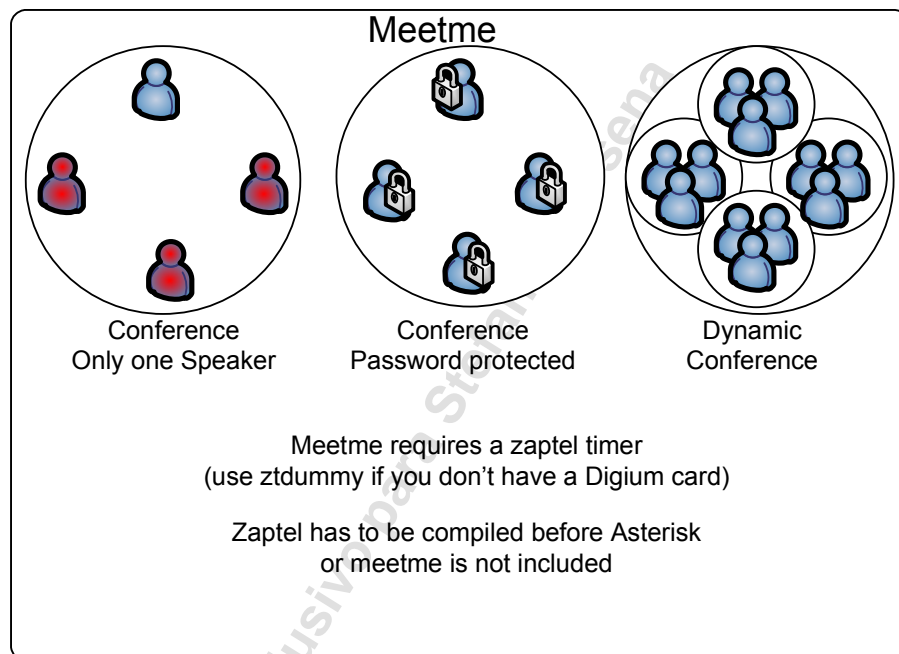 Meetme
Conference
Only one Speaker
Conference
Password protected
Dynamic
Conference
Meetme requires a zaptel timer
(use ztdummy if you don’t have a Digium card)
Zaptel has to be compiled before Asterisk
or meetme is not included
para